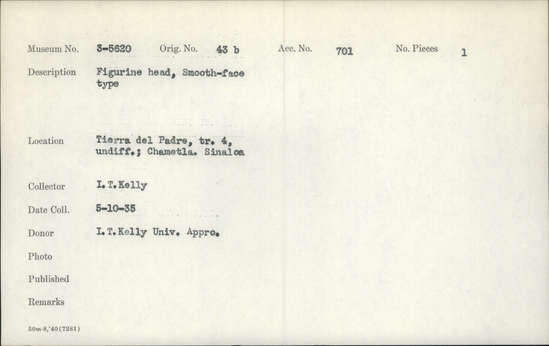 Museum No. 3-5620 Orig. No. 43 b Acc. No. 701 No. Pieces 1
Description Figurine head, Smooth-face
type
Location Tierra del Padre, tr. 4,
undiff.; Chametla. Sinaloa
Collector I.T.Kelly
Date Coll. 5-10-35
Donor I.T.Kelly Univ. Appro.
Photo
Published
Remarks
50m-8,'40(7281)